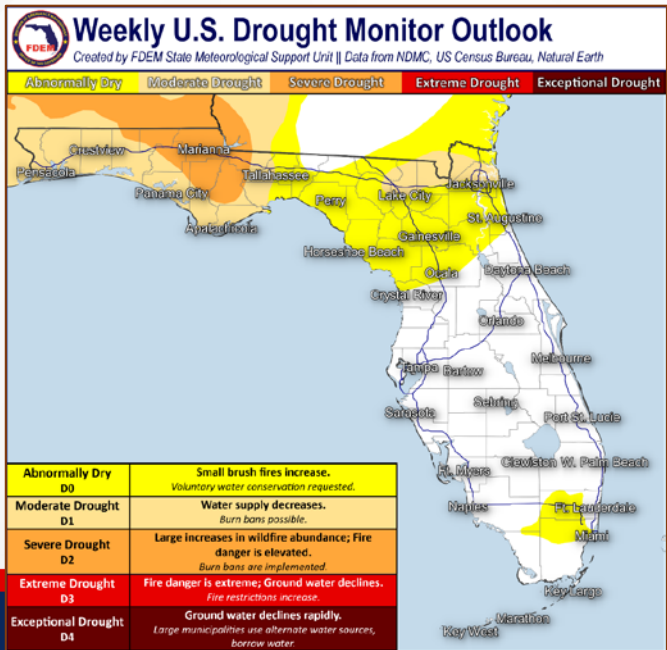 FDEM
Weekly U.S. Drought Monitor Outlook
Created by FDEM State Meteorological Support Unit || Data from NDMC, US Census Bureau, Natural Earth
Abnormally Dry Moderate Drought Severe Drought Extreme Drought Exceptional Drought
Crestview
Marianna
Pensacola
Tallahassee
Panama City
Apalachicola
Perry
Lake City
Jacksonville
St. Augustine
Gainesville
Horseshoe Beach
Ocala
Daytona Beach
Crystal River
Orlando
Melbourne
Tampa
Bartow
Sebring
Sarasota
Port St. Lucie
Clewiston
W. Palm Beach
Ft. Myers
Naples
Ft. Lauderdale
Miami
Key Largo
Marathon
Key West
Abnormally Dry
D0
Small brush fires increase.
Voluntary water conservation requested.
Moderate Drought
D1
Water supply decreases.
Burn bans possible.
Severe Drought
D2
Large increases in wildfire abundance; Fire
danger is elevated.
Burn bans are implemented.
Extreme Drought
D3
Fire danger is extreme; Ground water declines.
Fire restrictions increase.
Exceptional Drought
D4
Ground water declines rapidly.
Large municipalities use alternate water sources,
borrow water.